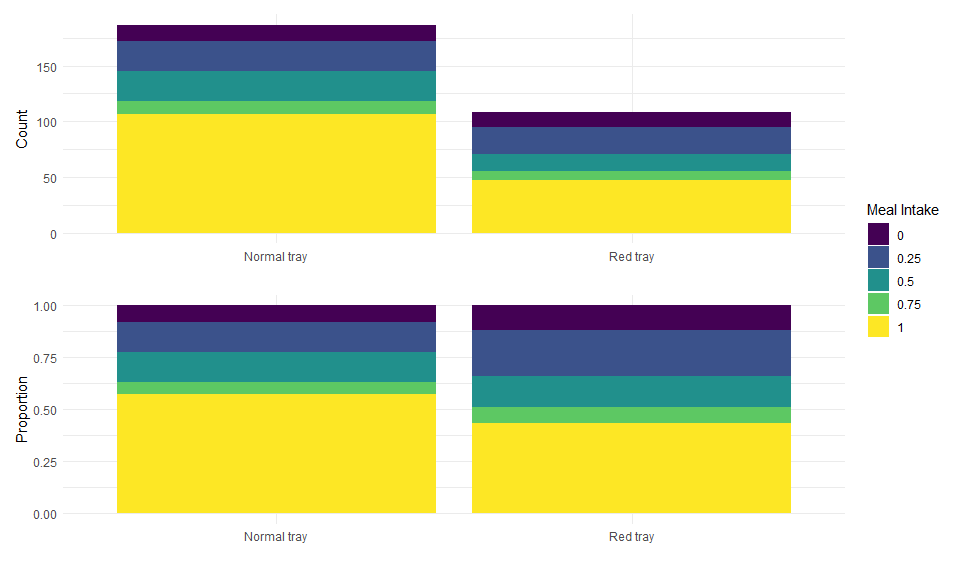 Count
150
100
50
0
Normal tray
Red tray
Proportion
1.00
0.75
0.50
0.25
0.00
Normal tray
Red tray
Meal Intake
0
0.25
0.5
0.75
1